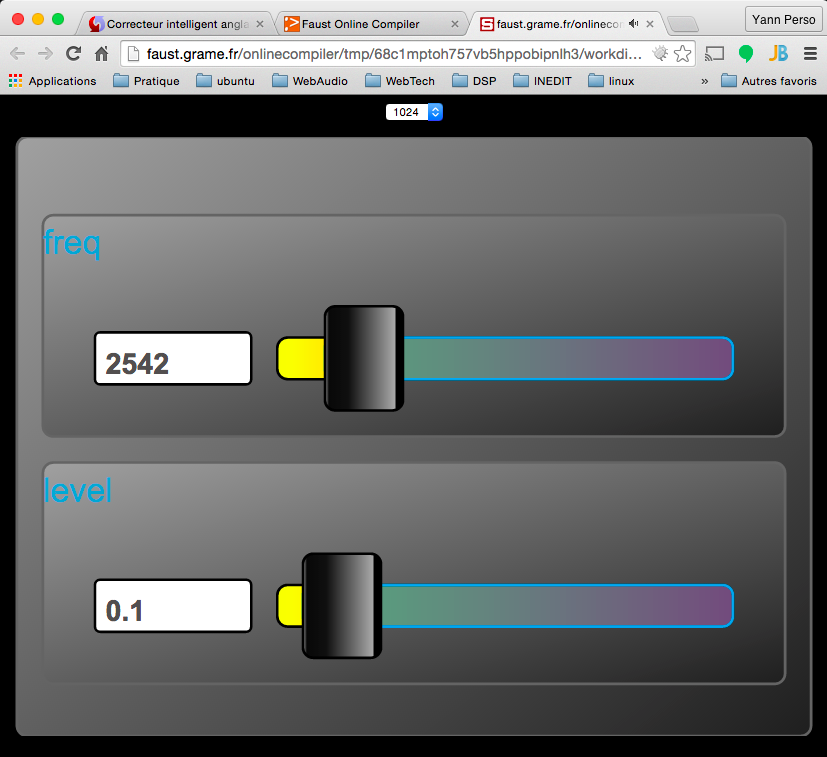 Correcteur intelligent angla
Faust Online Compiler
faust.grame.fr/onlinecor
Yann Perso
faust.grame.fr/onlinecompiler/tmp/68c1mptoh757vb5hppobipnlh3/workdi...
JB
Applications
Pratique
ubuntu
WebAudio
WebTech
DSP
INEDIT
linux
»
Autres favoris
1024
freq
2542
level
0.1